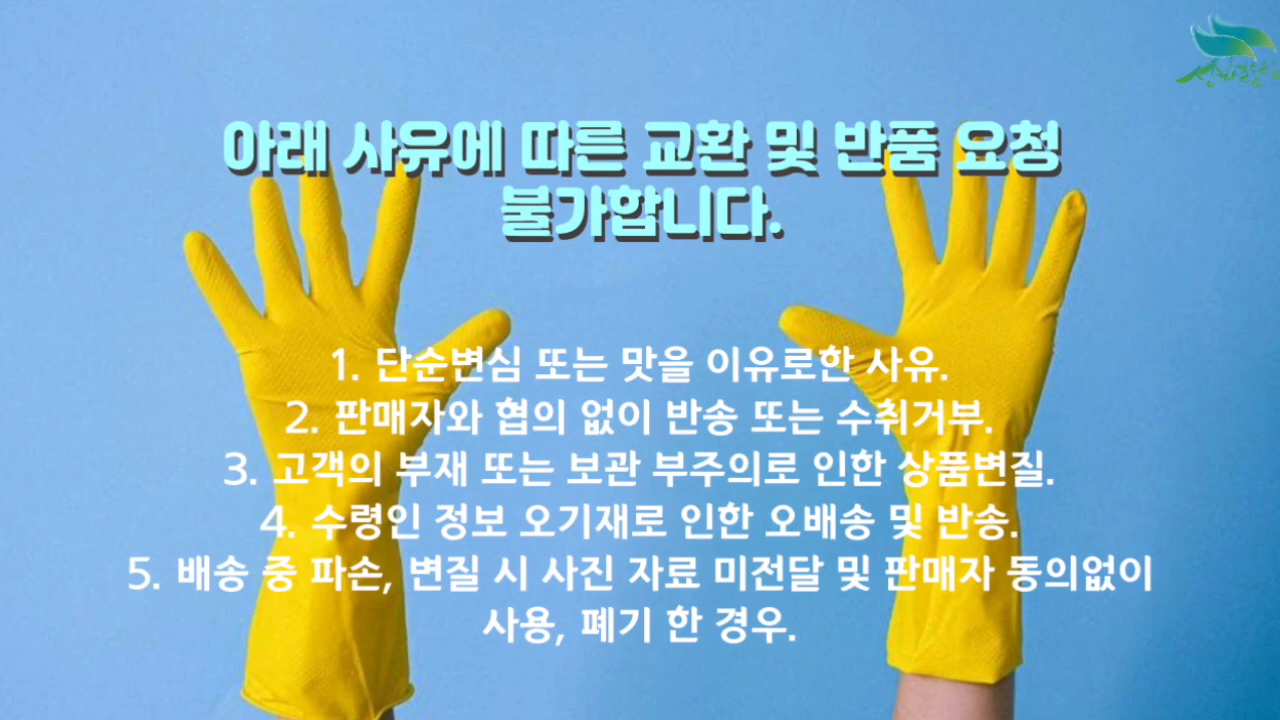 아래 사유에 따른 교환 및 반품 요청
불가합니다.
1. 단순변심 또는 맛을 이유로한 사유.
2. 판매자와 협의 없이 반송 또는 수취거부.
3. 고객의 부재 또는 보관 부주의로 인한 상품변질.
4. 수령인 정보 오기재로 인한 오배송 및 반송.
5. 배송 중 파손, 변질 시 사진 자료 미전달 및 판매자 동의없이
사용, 폐기 한 경우.